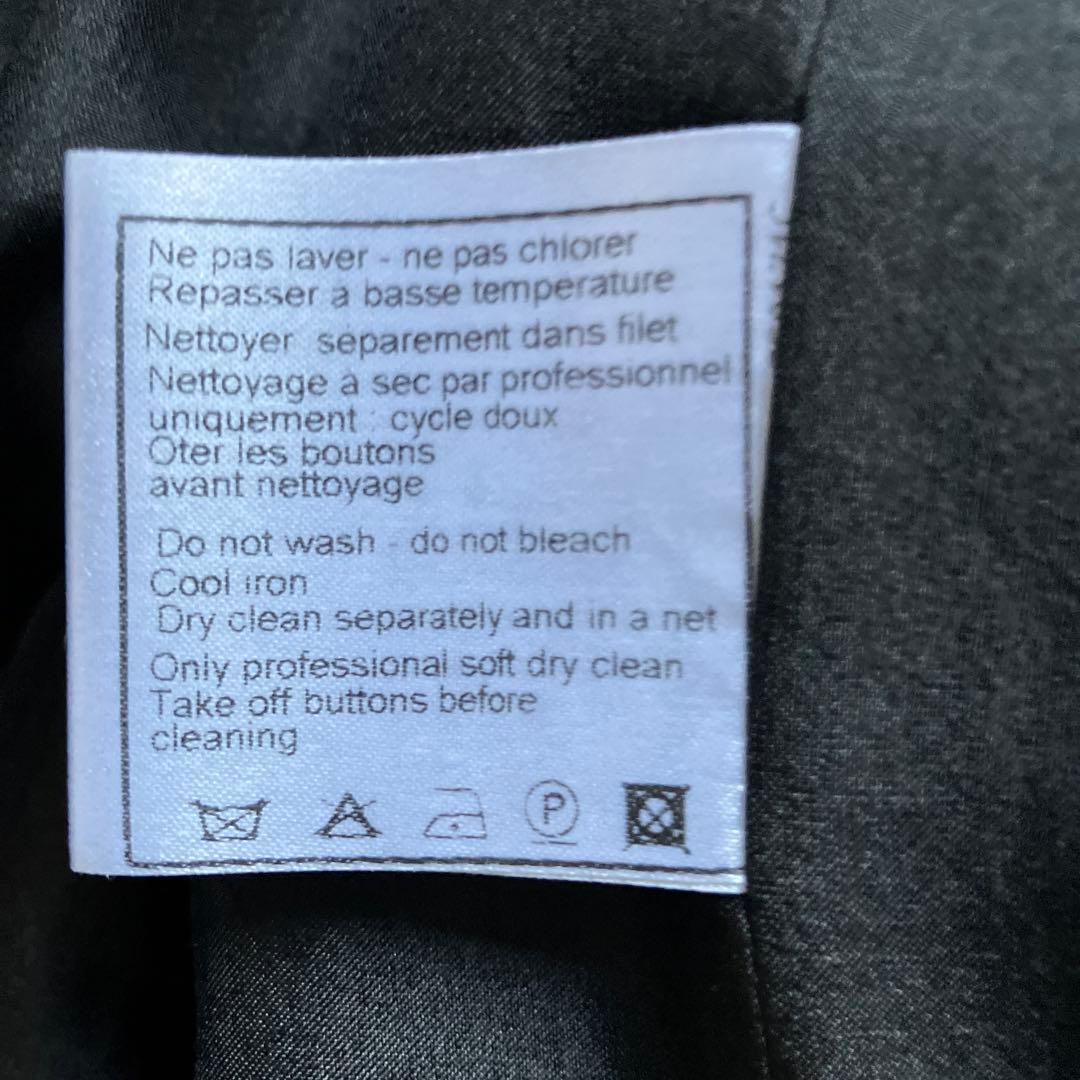 Ne pas laver - ne pas chlorer
Repasser a basse temperature
Nettoyer separement dans filet
Nettoyage a sec par professionnel
uniquement : cycle doux
Oter les boutons
avant nettoyage
Do not wash - do not bleach
Cool iron
Dry clean separately and in a net
Only professional soft dry clean
Take off buttons before
cleaning
P